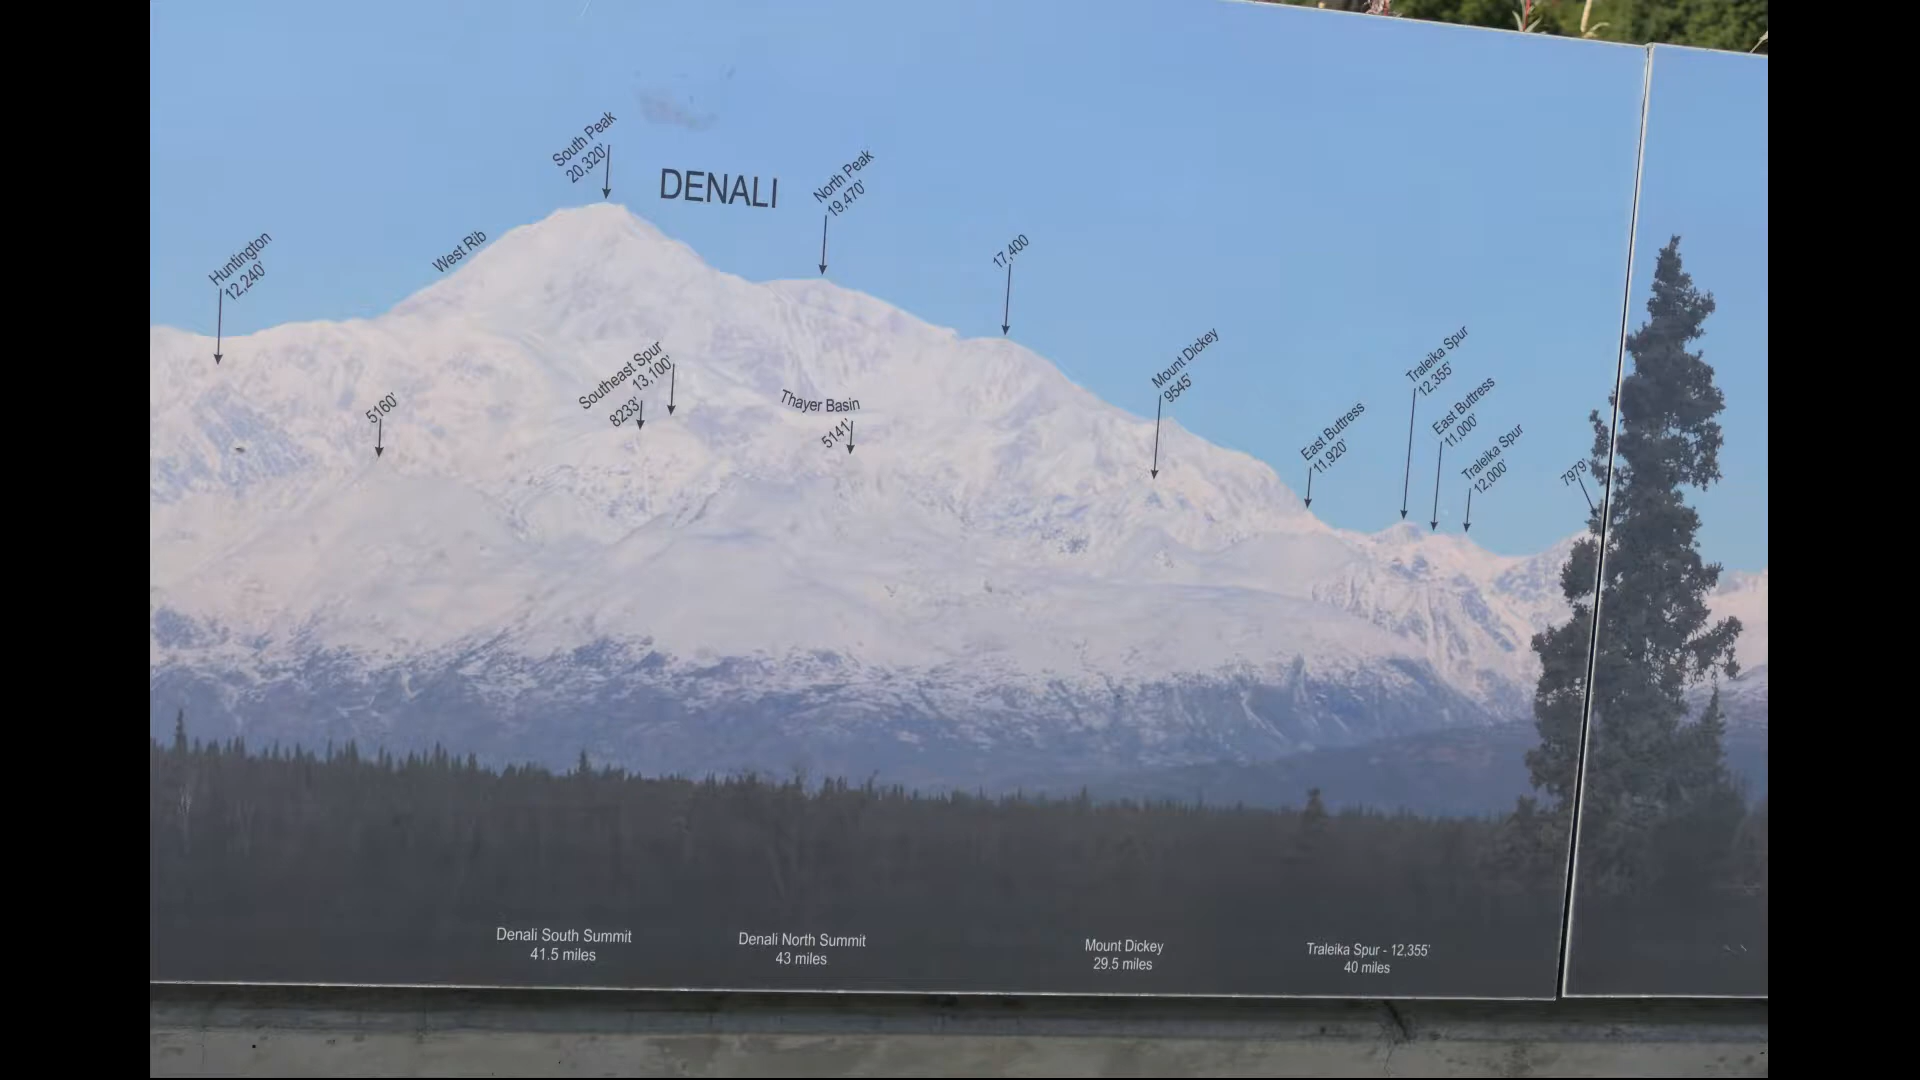 South Peak
20,320'
DENALI
North Peak
19,470'
Huntington
12,240'
West Rib
17,400
5160'
Southeast Spur
13,100'
8233'
Thayer Basin
5141'
Mount Dickey
9545'
East Buttress
11,920'
Traleika Spur
12,355'
East Buttress
11,000'
Traleika Spur
12,000'
7979'
Denali South Summit
41.5 miles
Denali North Summit
43 miles
Mount Dickey
29.5 miles
Traleika Spur - 12,355'
40 miles